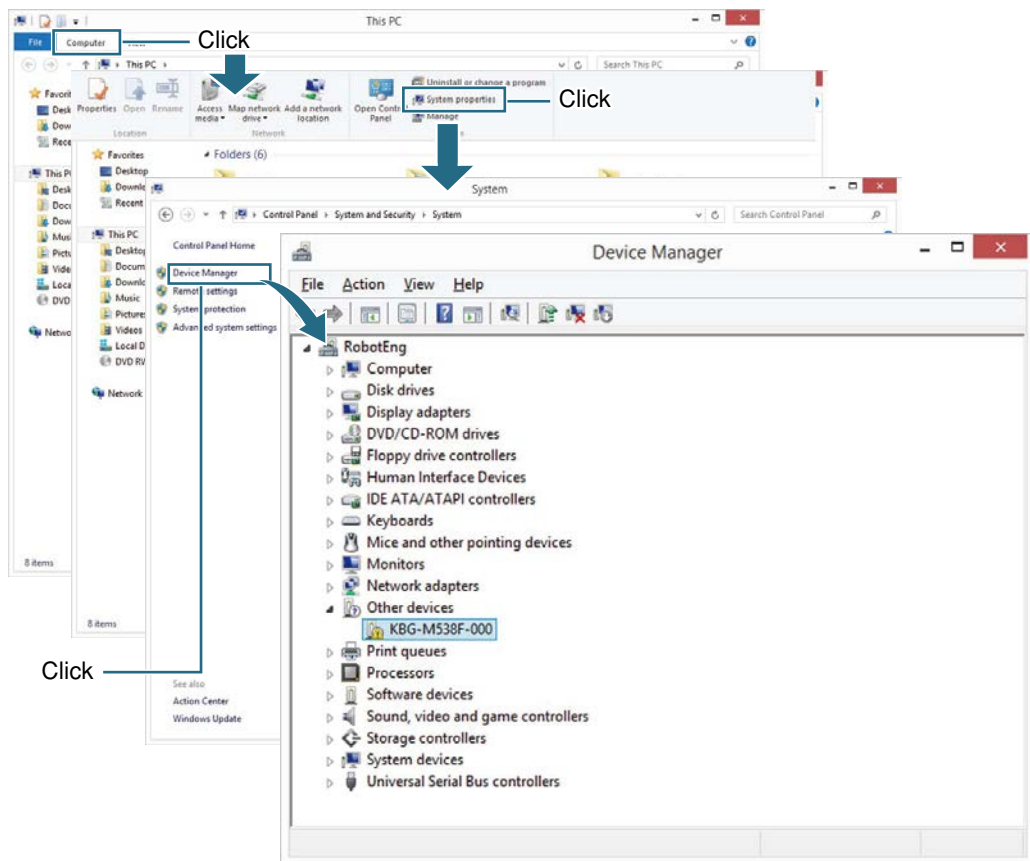 This PC
File
Computer
Click
This PC
Search This PC
Properties
Open
Rename
Access media
Map network drive
Add a network location
Open Control Panel
Uninstall or change a program
System properties
Manage
Click
Location
Network
Favorites
Desktop
Recent
Folders (6)
This PC
Desktop
Music
Pictures
Videos
DVD RW
Network
8 items
8 items
System
Control Panel
System and Security
System
Search Control Panel
Control Panel Home
Device Manager
Remote settings
System protection
Advanced system settings
Click
See also
Action Center
Windows Update
Device Manager
File Action View Help
RobotEng
Computer
Disk drives
Display adapters
DVD/CD-ROM drives
Floppy drive controllers
Human Interface Devices
IDE ATA/ATAPI controllers
Keyboards
Mice and other pointing devices
Monitors
Network adapters
Other devices
KBG-M538F-000
Print queues
Processors
Software devices
Sound, video and game controllers
Storage controllers
System devices
Universal Serial Bus controllers